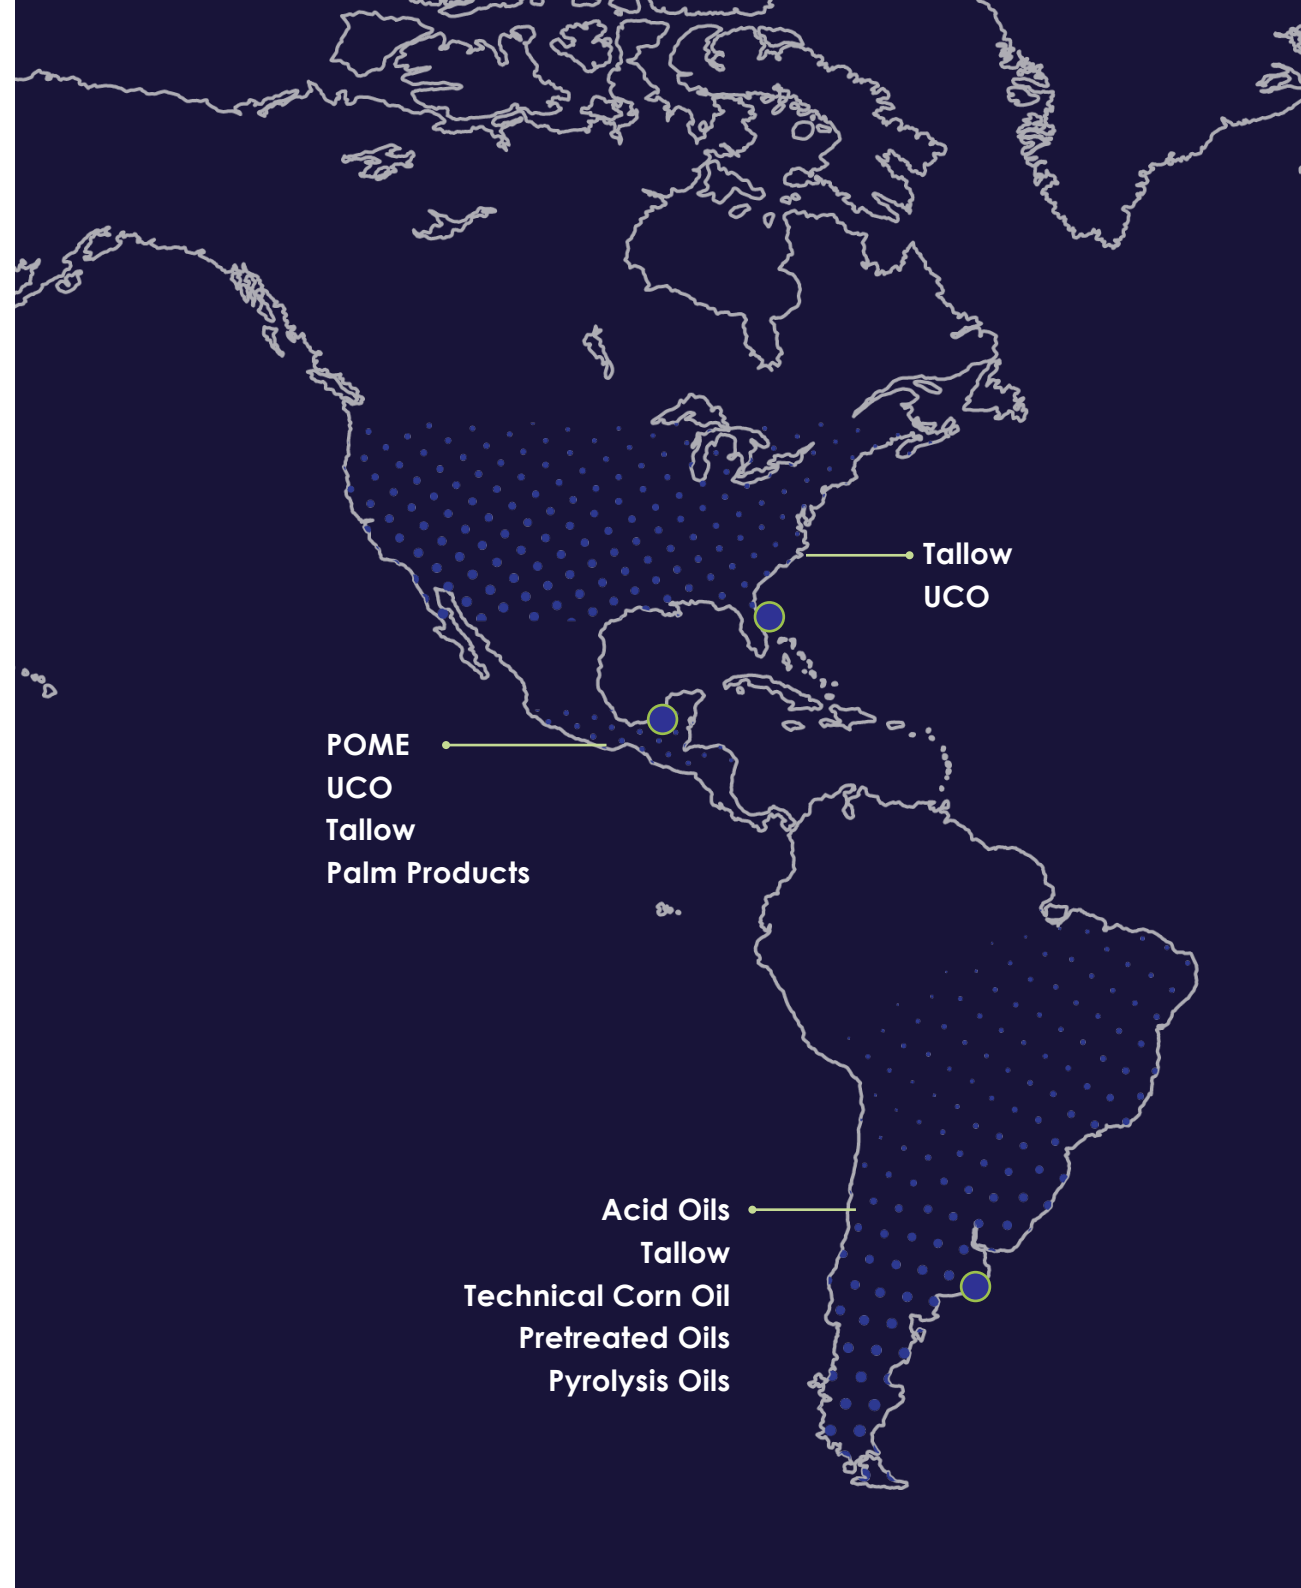 Tallow
UCO
POME
UCO
Tallow
Palm Products
Acid Oils
Tallow
Technical Corn Oil
Pretreated Oils
Pyrolysis Oils